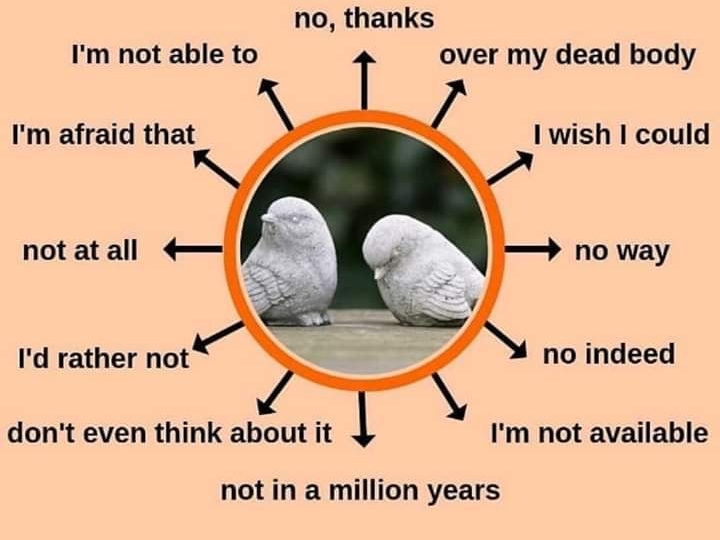 no, thanks
I'm not able to
over my dead body
I'm afraid that
I wish I could
not at all
no way
I'd rather not
no indeed
don't even think about it
I'm not available
not in a million years